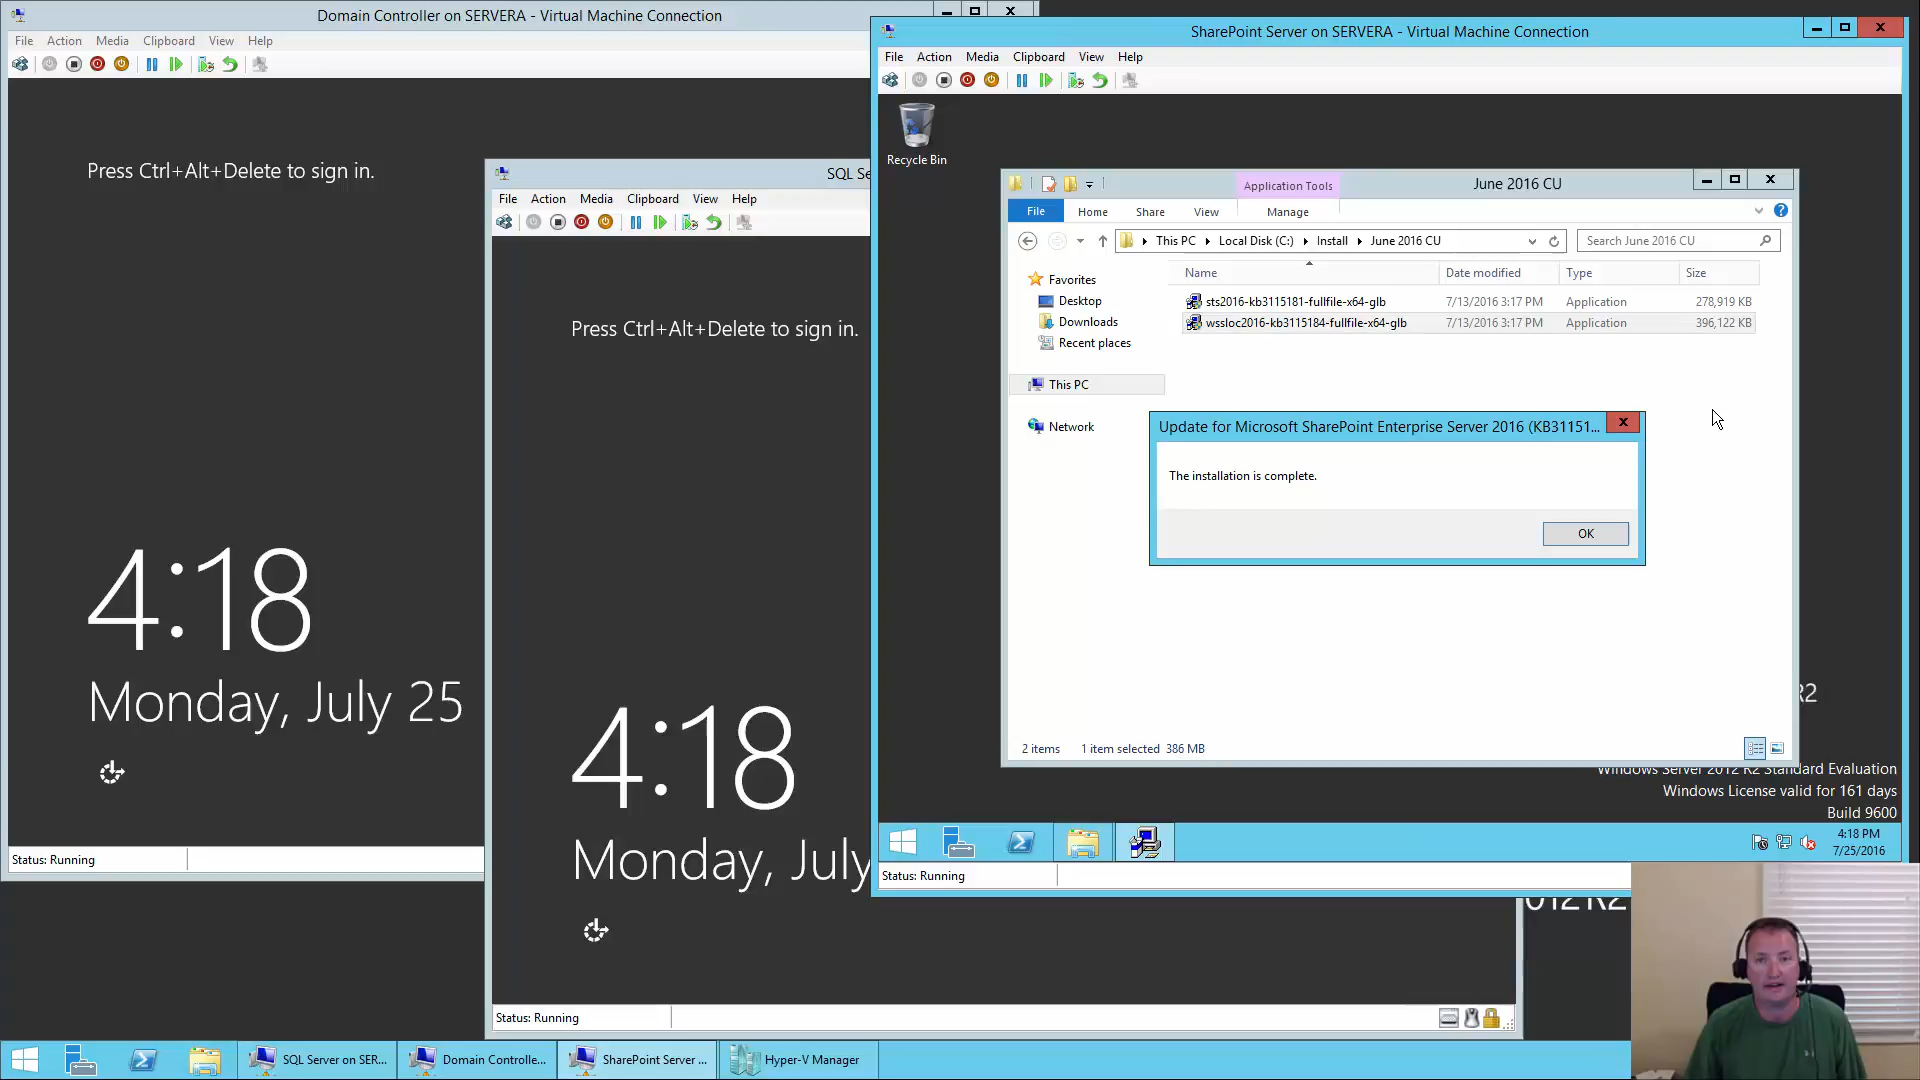 Domain Controller on SERVERA - Virtual Machine Connection
File Action Media Clipboard View Help
Press Ctrl+Alt+Delete to sign in.
4:18
Monday, July 25
Status: Running
SQL Se
File Action Media Clipboard View Help
Press Ctrl+Alt+Delete to sign in.
4:18
Monday, July
Status: Running
SharePoint Server on SERVERA - Virtual Machine Connection
File Action Media Clipboard View Help
Recycle Bin
Application Tools
June 2016 CU
File Home Share View Manage
This PC Local Disk (C:) Install June 2016 CU
Search June 2016 CU
Favorites
Desktop
Downloads
Recent places
This PC
Network
Name Date modified Type Size
sts2016-kb3115181-fullfile-x64-glb 7/13/2016 3:17 PM Application 278,919 KB
wssloc2016-kb3115184-fullfile-x64-glb 7/13/2016 3:17 PM Application 396,122 KB
Update for Microsoft SharePoint Enterprise Server 2016 (KB31151...
The installation is complete.
OK
2 items 1 item selected 386 MB
R2
Windows Server 2012 R2 Standard Evaluation
Windows License valid for 161 days
Build 9600
4:18 PM
7/25/2016
Status: Running
012 R2
SQL Server on SER...
Domain Controlle...
SharePoint Server ...
Hyper-V Manager